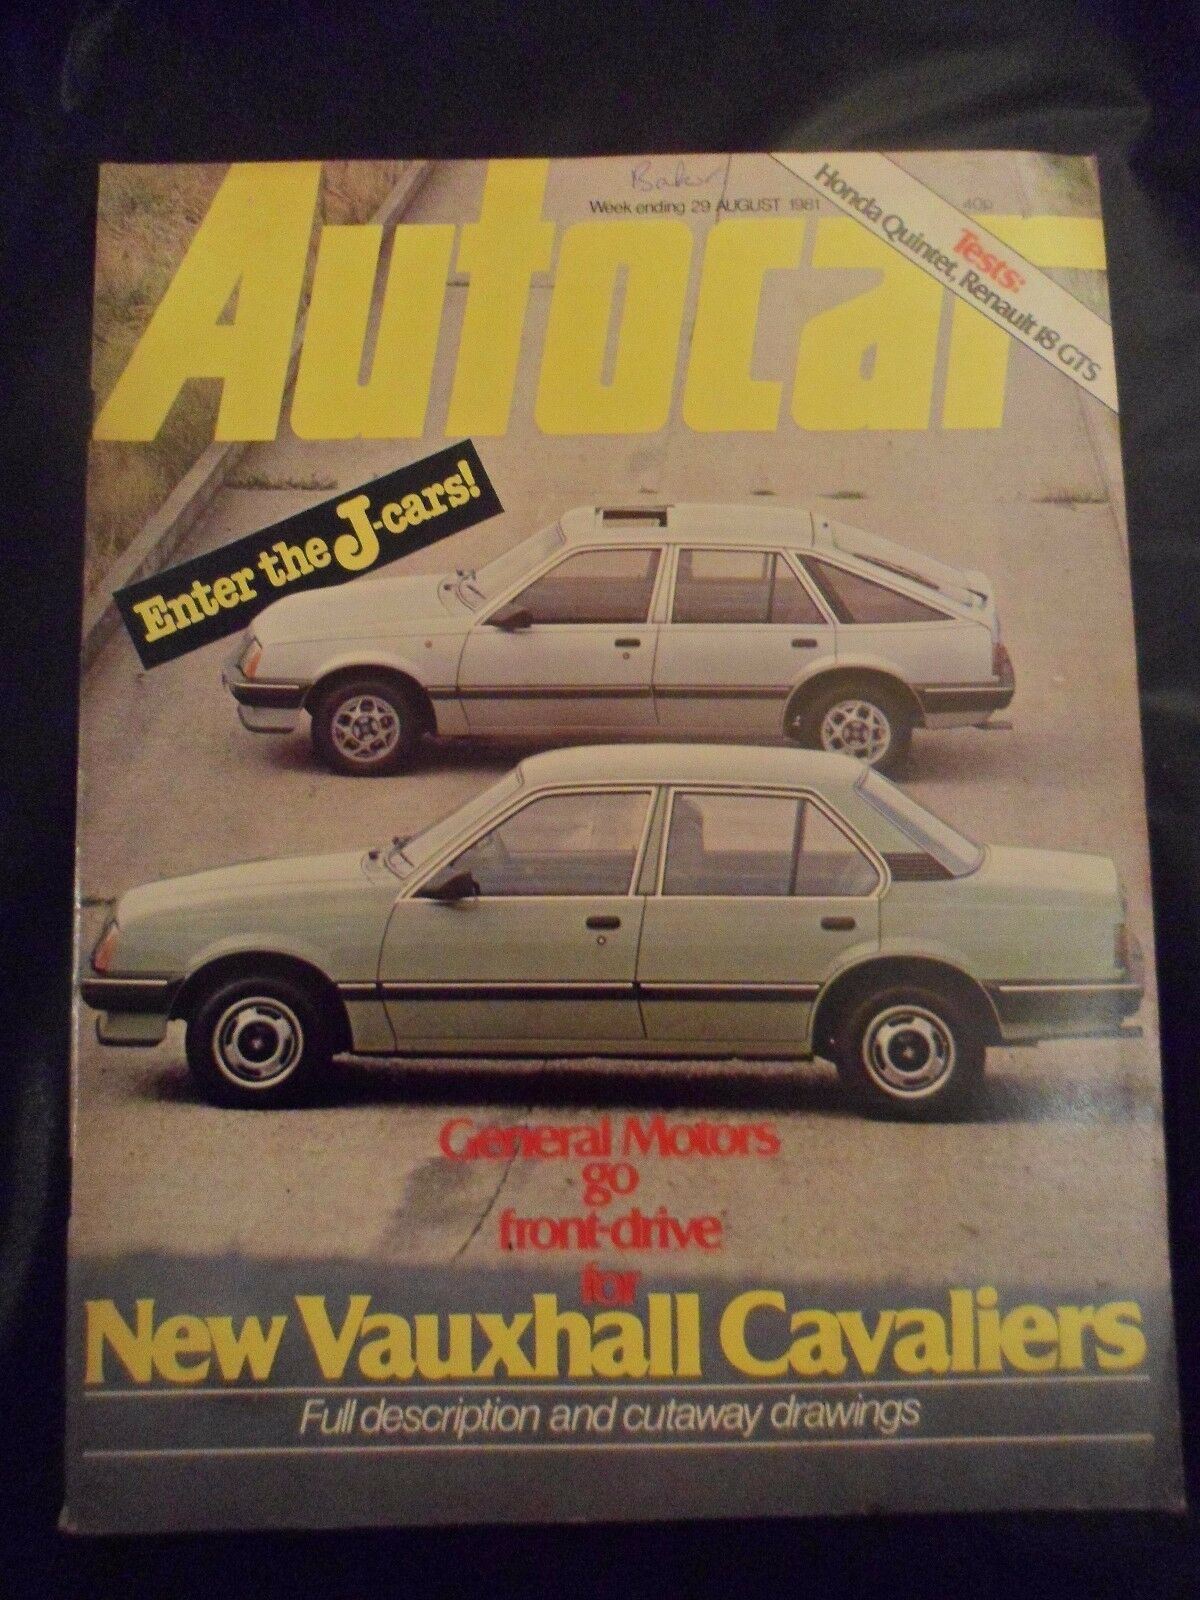 Baker
Week ending 29 AUGUST 1981
40p
Autocar
Tests:
Honda Quintet, Renault 18 GTS
Enter the J-cars!
General Motors
go
front-drive
for
New Vauxhall Cavaliers
Full description and cutaway drawings